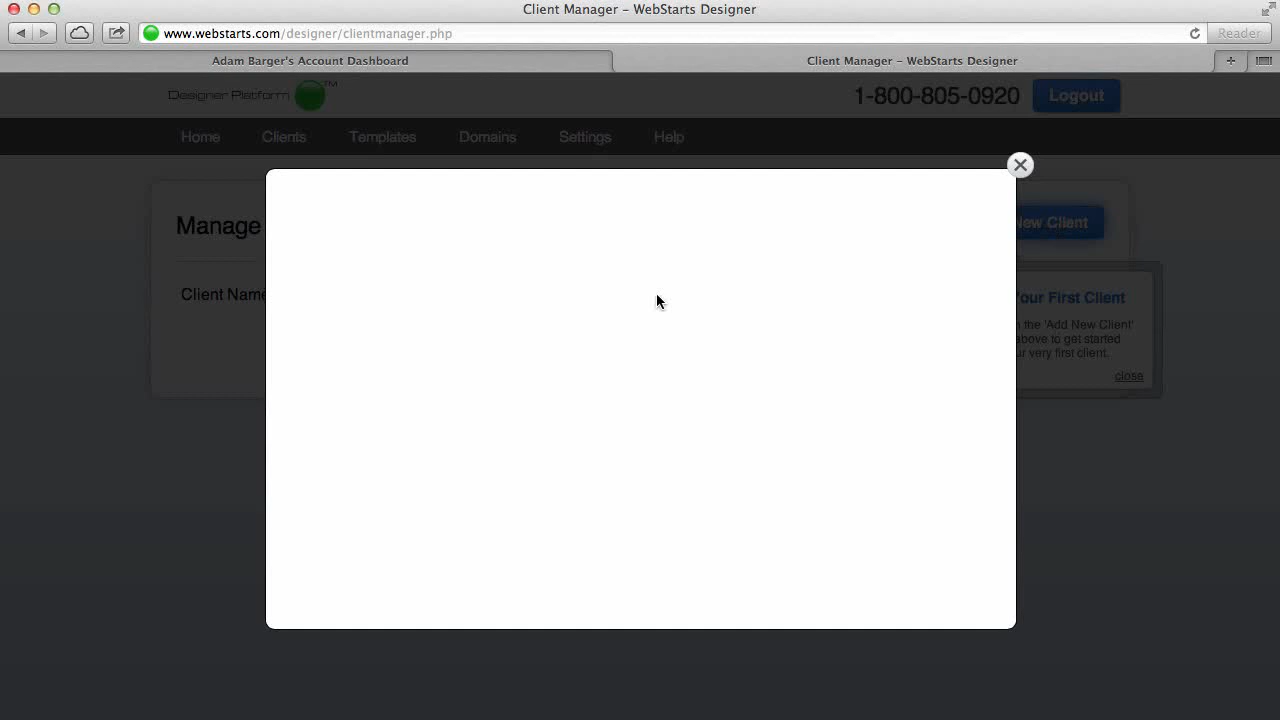 Client Manager – WebStarts Designer
www.webstarts.com/designer/clientmanager.php
Reader
Adam Barger's Account Dashboard
Client Manager – WebStarts Designer
Designer Platform TM
1-800-805-0920
Logout
Home
Clients
Templates
Domains
Settings
Help
Manage
New Client
Client Name
Your First Client
the 'Add New Client'
above to get started
very first client.
close